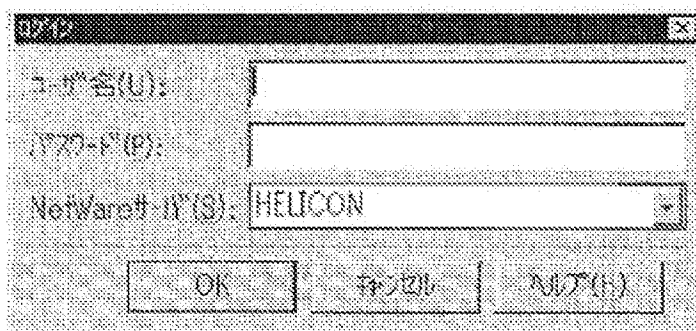 ログイン
ユーザ名(U):
パスワード(P):
NetWareサーバ(S): HELICON
OK キャンセル ヘルプ(H)